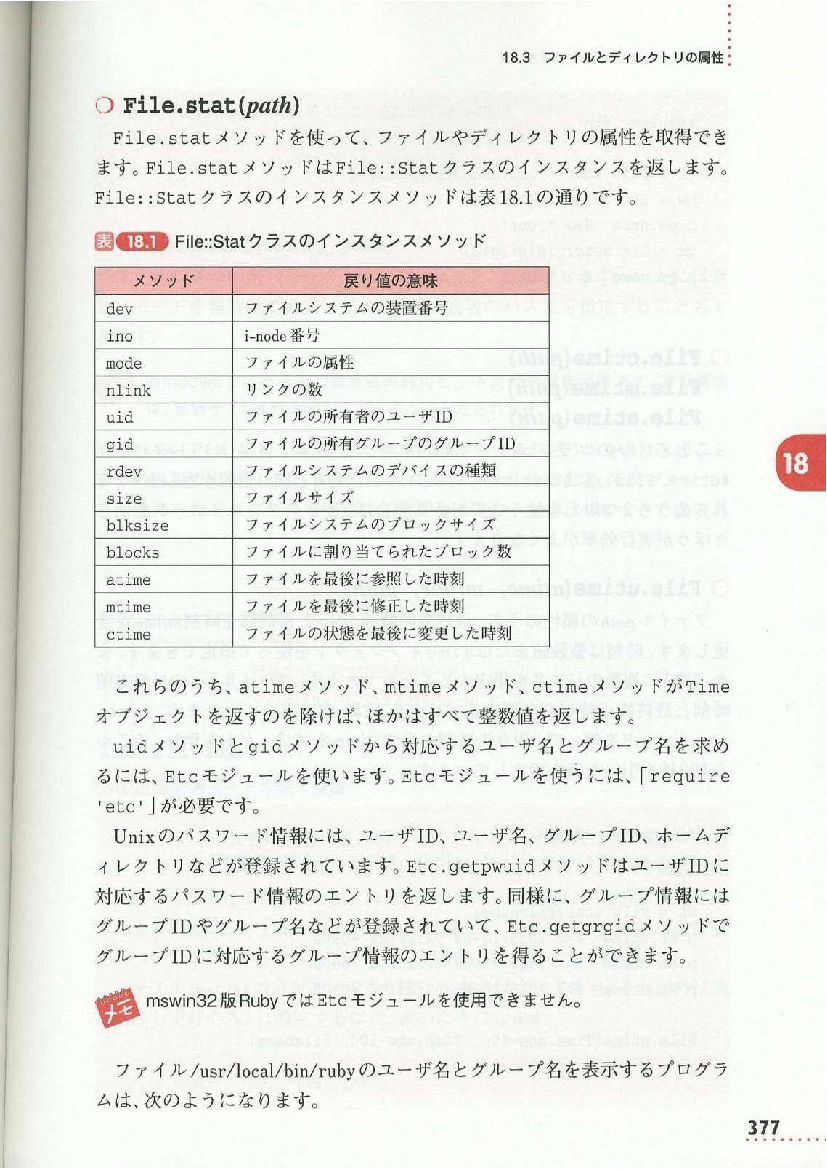 18.3 ファイルとディレクトリの属性
❍ File.stat(path)
File.statメソッドを使って、ファイルやディレクトリの属性を取得でき
ます。File.statメソッドはFile::Statクラスのインスタンスを返します。
File::Statクラスのインスタンスメソッドは表18.1の通りです。
表 18.1 File::Statクラスのインスタンスメソッド
メソッド 戻り値の意味
dev ファイルシステムの装置番号
ino i-node番号
mode ファイルの属性
nlink リンクの数
uid ファイルの所有者のユーザID
gid ファイルの所有グループのグループID
rdev ファイルシステムのデバイスの種類
size ファイルサイズ
blksize ファイルシステムのブロックサイズ
blocks ファイルに割り当てられたブロック数
atime ファイルを最後に参照した時刻
mtime ファイルを最後に修正した時刻
ctime ファイルの状態を最後に変更した時刻
18
これらのうち、atimeメソッド、mtimeメソッド、ctimeメソッドがTime
オブジェクトを返すのを除けば、ほかはすべて整数値を返します。
uidメソッドとgidメソッドから対応するユーザ名とグループ名を求め
るには、Etcモジュールを使います。Etcモジュールを使うには、「require
'etc'」が必要です。
Unixのパスワード情報には、ユーザID、ユーザ名、グループID、ホームデ
ィレクトリなどが登録されています。Etc.getpwuidメソッドはユーザIDに
対応するパスワード情報のエントリを返します。同様に、グループ情報には
グループIDやグループ名などが登録されていて、Etc.getgrgidメソッドで
グループIDに対応するグループ情報のエントリを得ることができます。
メモ mswin32版RubyではEtcモジュールを使用できません。
ファイル/usr/local/bin/rubyのユーザ名とグループ名を表示するプログラ
ムは、次のようになります。
377